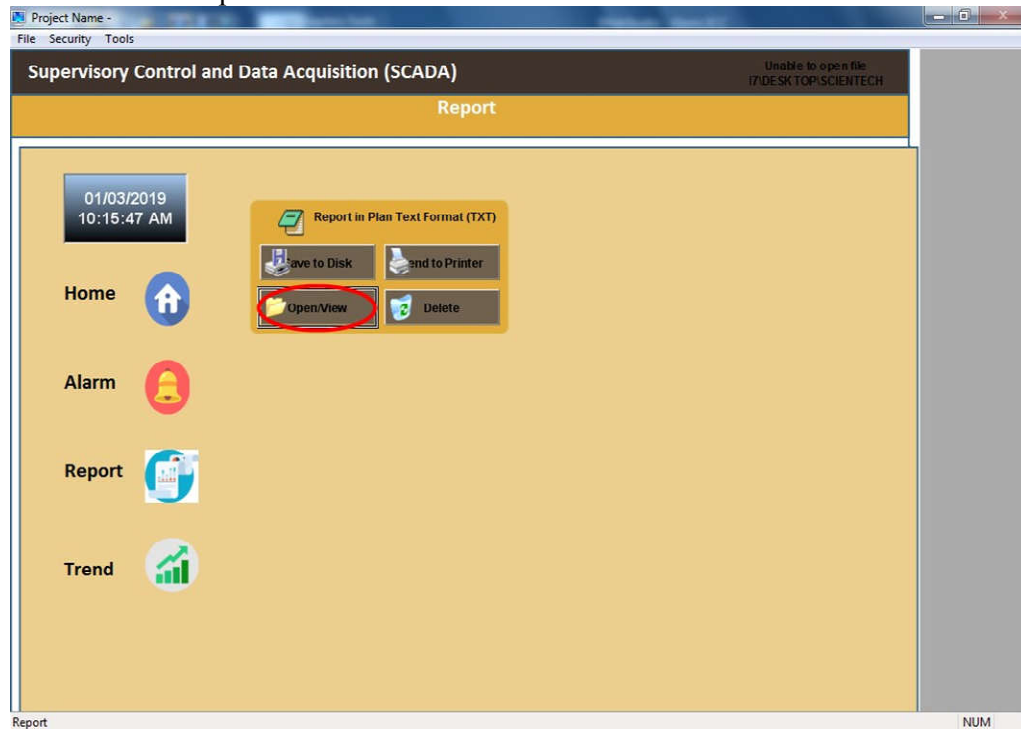 Project Name -
File Security Tools
Supervisory Control and Data Acquisition (SCADA)
Unable to open file
I7\DESKTOP\SCIENTECH
Report
01/03/2019
10:15:47 AM
Report in Plan Text Format (TXT)
ave to Disk
end to Printer
Open/View
Delete
Home
Alarm
Report
Trend
Report
NUM